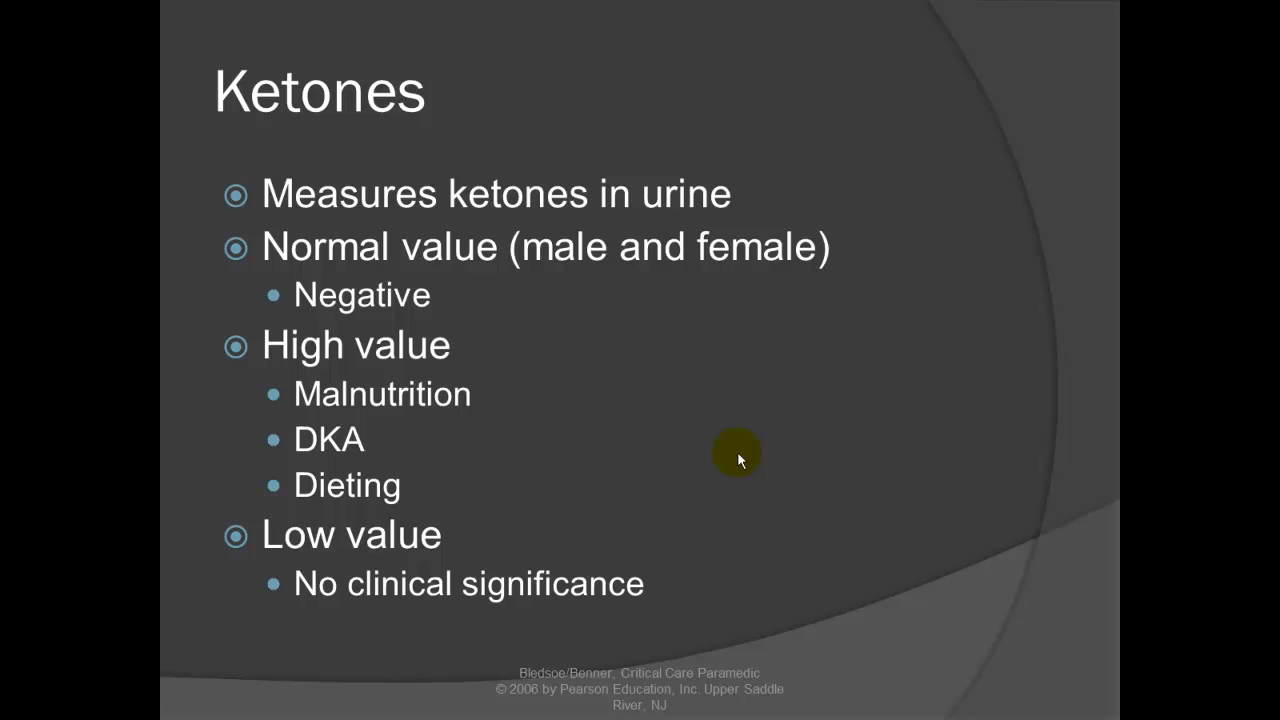 Ketones
Measures ketones in urine
Normal value (male and female)
Negative
High value
Malnutrition
DKA
Dieting
Low value
No clinical significance
Bledsoe/Benner, Critical Care Paramedic
© 2006 by Pearson Education, Inc. Upper Saddle
River, NJ